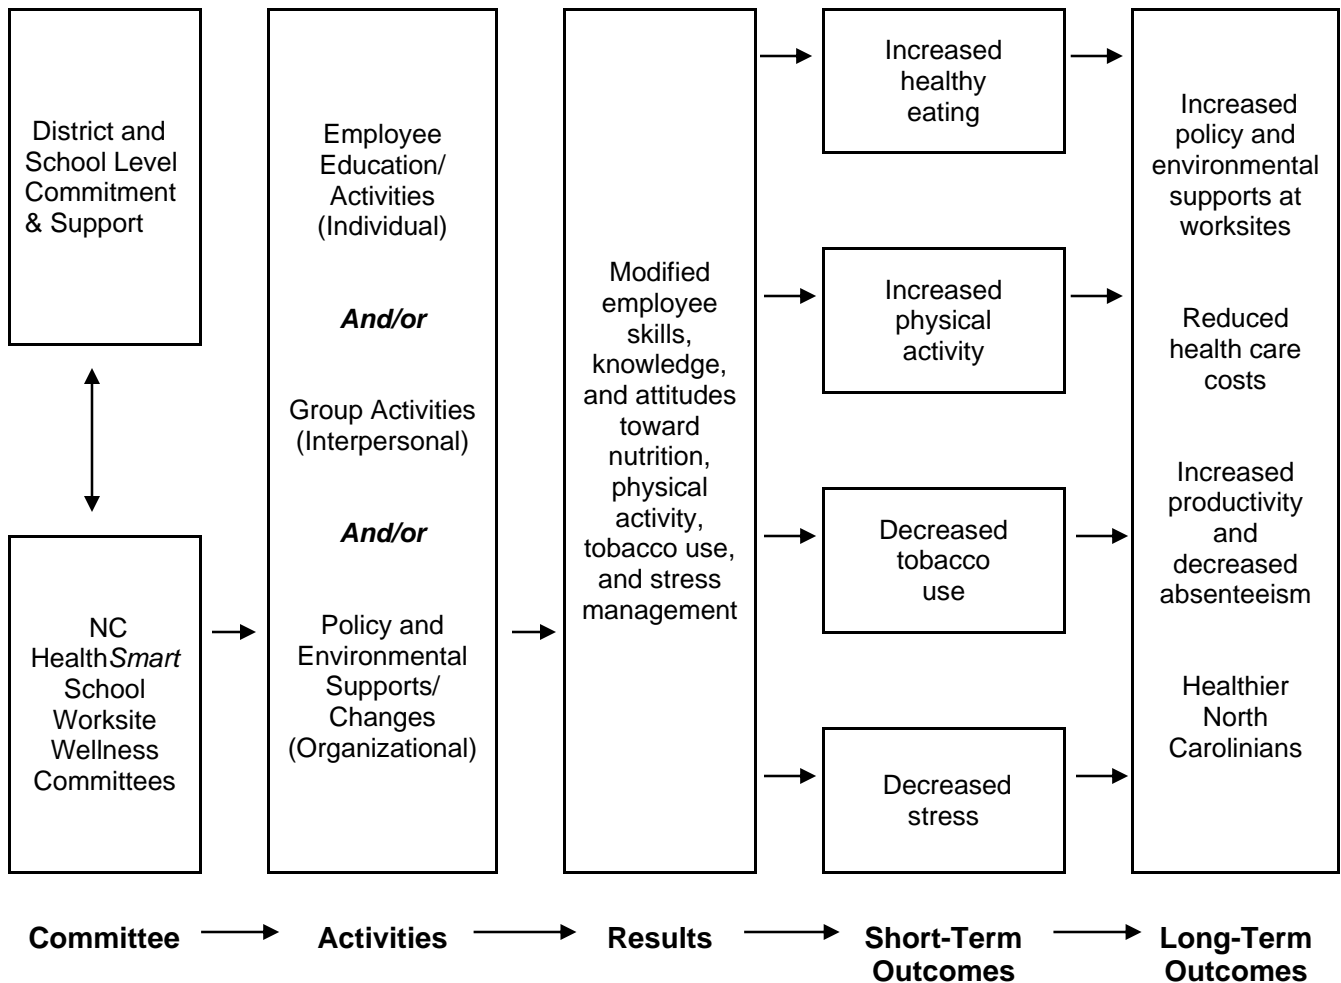 District and
School Level
Commitment
& Support
NC
HealthSmart
School
Worksite
Wellness
Committees
Employee
Education/
Activities
(Individual)
And/or
Group Activities
(Interpersonal)
And/or
Policy and
Environmental
Supports/
Changes
(Organizational)
Modified
employee
skills,
knowledge,
and attitudes
toward
nutrition,
physical
activity,
tobacco use,
and stress
management
Increased
healthy
eating
Increased
physical
activity
Decreased
tobacco
use
Decreased
stress
Increased
policy and
environmental
supports at
worksites
Reduced
health care
costs
Increased
productivity
and
decreased
absenteeism
Healthier
North
Carolinians
Committee
Activities
Results
Short-Term
Outcomes
Long-Term
Outcomes